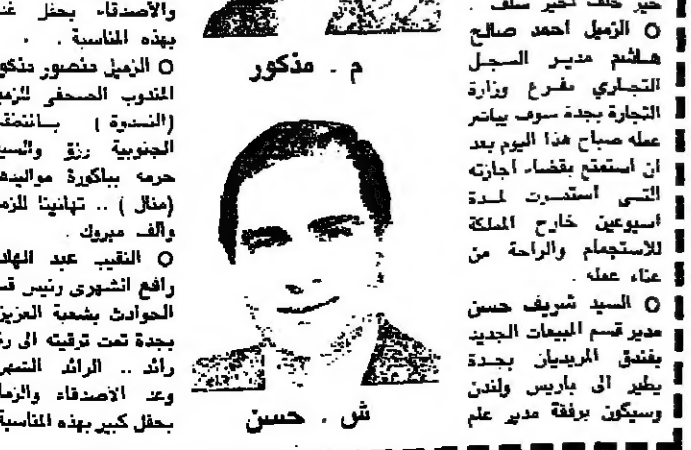 خير خلف لخير سلف .
O الزميل احمد صالح
هاشم مدير السجل
التجاري بفرع وزارة
التجارة بجدة سوف يباشر
عمله صباح هذا اليوم بعد
ان استمتع بقضاء اجازته
التي استمرت لمدة
اسبوعين خارج المملكة
للاستجمام والراحة من
عناء عمله .
O السيد شريف حسن
مدير قسم المبيعات الجديد
بفندق المريديان بجدة
يطير الى باريس ولندن
وسيكون برفقة مدير علم
م . مذكور
ش . حسن
والأصدقاء بحفل
بهذه المناسبة . .
O الزميل منصور مذكور
المندوب الصحفي
( الندوة )
الجنوبية رزق
حرمه بباكورة
( منال ) .. تهانينا
والف مبروك .
O النقيب عبد
رافع الشهري رئيس
الحوادث بشعبة
بجدة تمت ترقيته الى
رائد .. الرائد
وعد الأصدقاء
بحفل كبير بهذه المناسبة